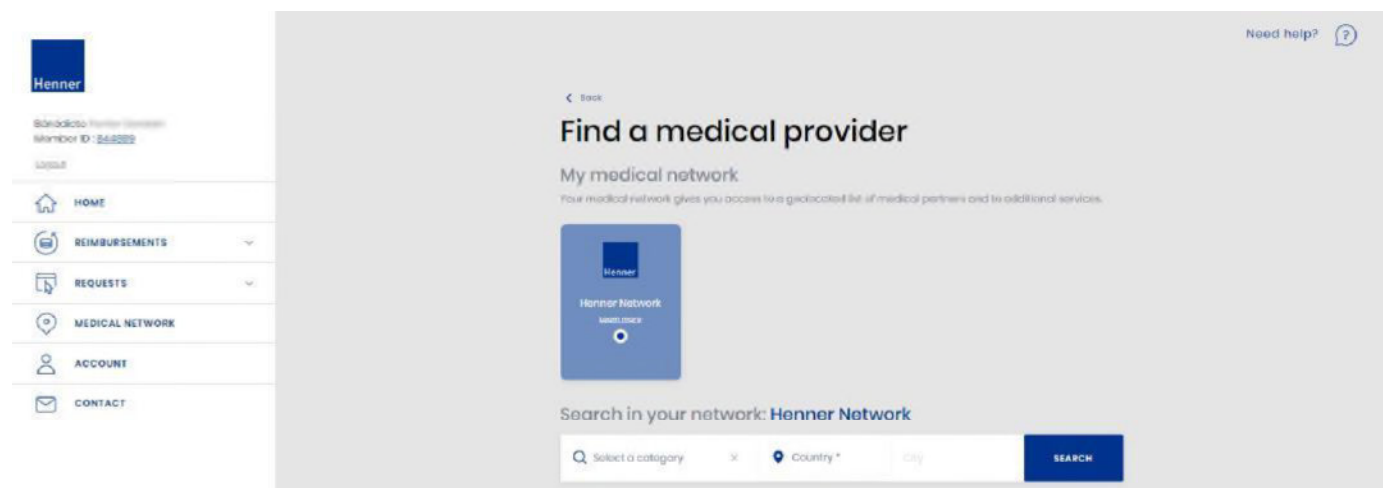 Need help?
Henner
Member ID :
Logout
HOME
REIMBURSEMENTS
REQUESTS
MEDICAL NETWORK
ACCOUNT
CONTACT
Back
Find a medical provider
My medical network
Your medical network gives you access to a geolocated list of medical partners and to additional services.
Henner
Henner Network
Search in your network: Henner Network
Select a category
Country *
City
SEARCH